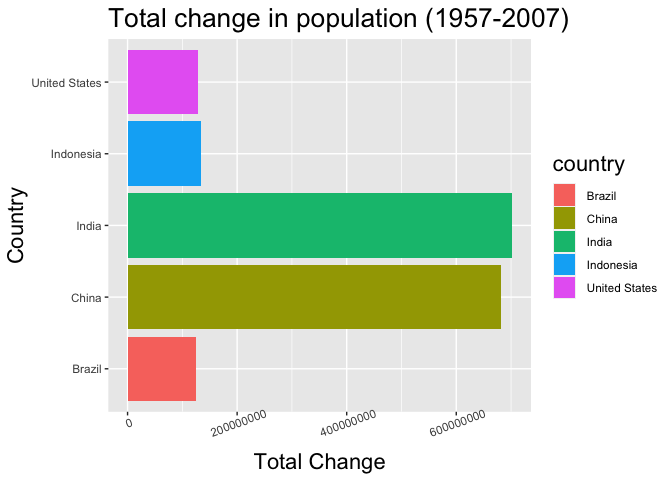 Total change in population (1957-2007)
Country
United States
Indonesia
India
China
Brazil
0
200000000
400000000
600000000
Total Change
country
Brazil
China
India
Indonesia
United States